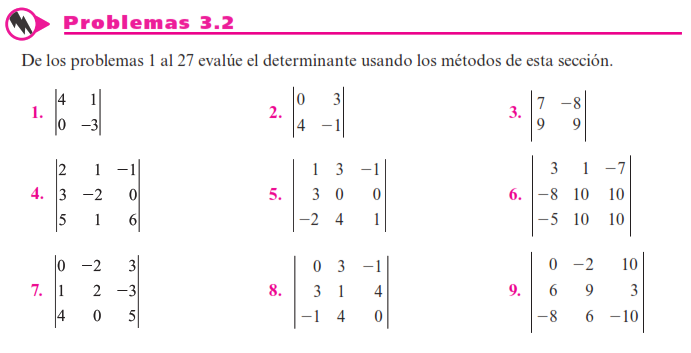 Problemas 3.2
De los problemas 1 al 27 evalúe el determinante usando los métodos de esta sección.
1. |4 1| 2. |0 3| 3. |7 −8|
|0 −3| |4 −1| |9 9|
|2 1 −1| |1 3 −1| |3 1 −7|
4. |3 −2 0| 5. |3 0 0| 6. |−8 10 10|
|5 1 6| |−2 4 1| |−5 10 10|
|0 −2 3| |0 3 −1| |0 −2 10|
7. |1 2 −3| 8. |3 1 4| 9. |6 9 3|
|4 0 5| |−1 4 0| |−8 6 −10|